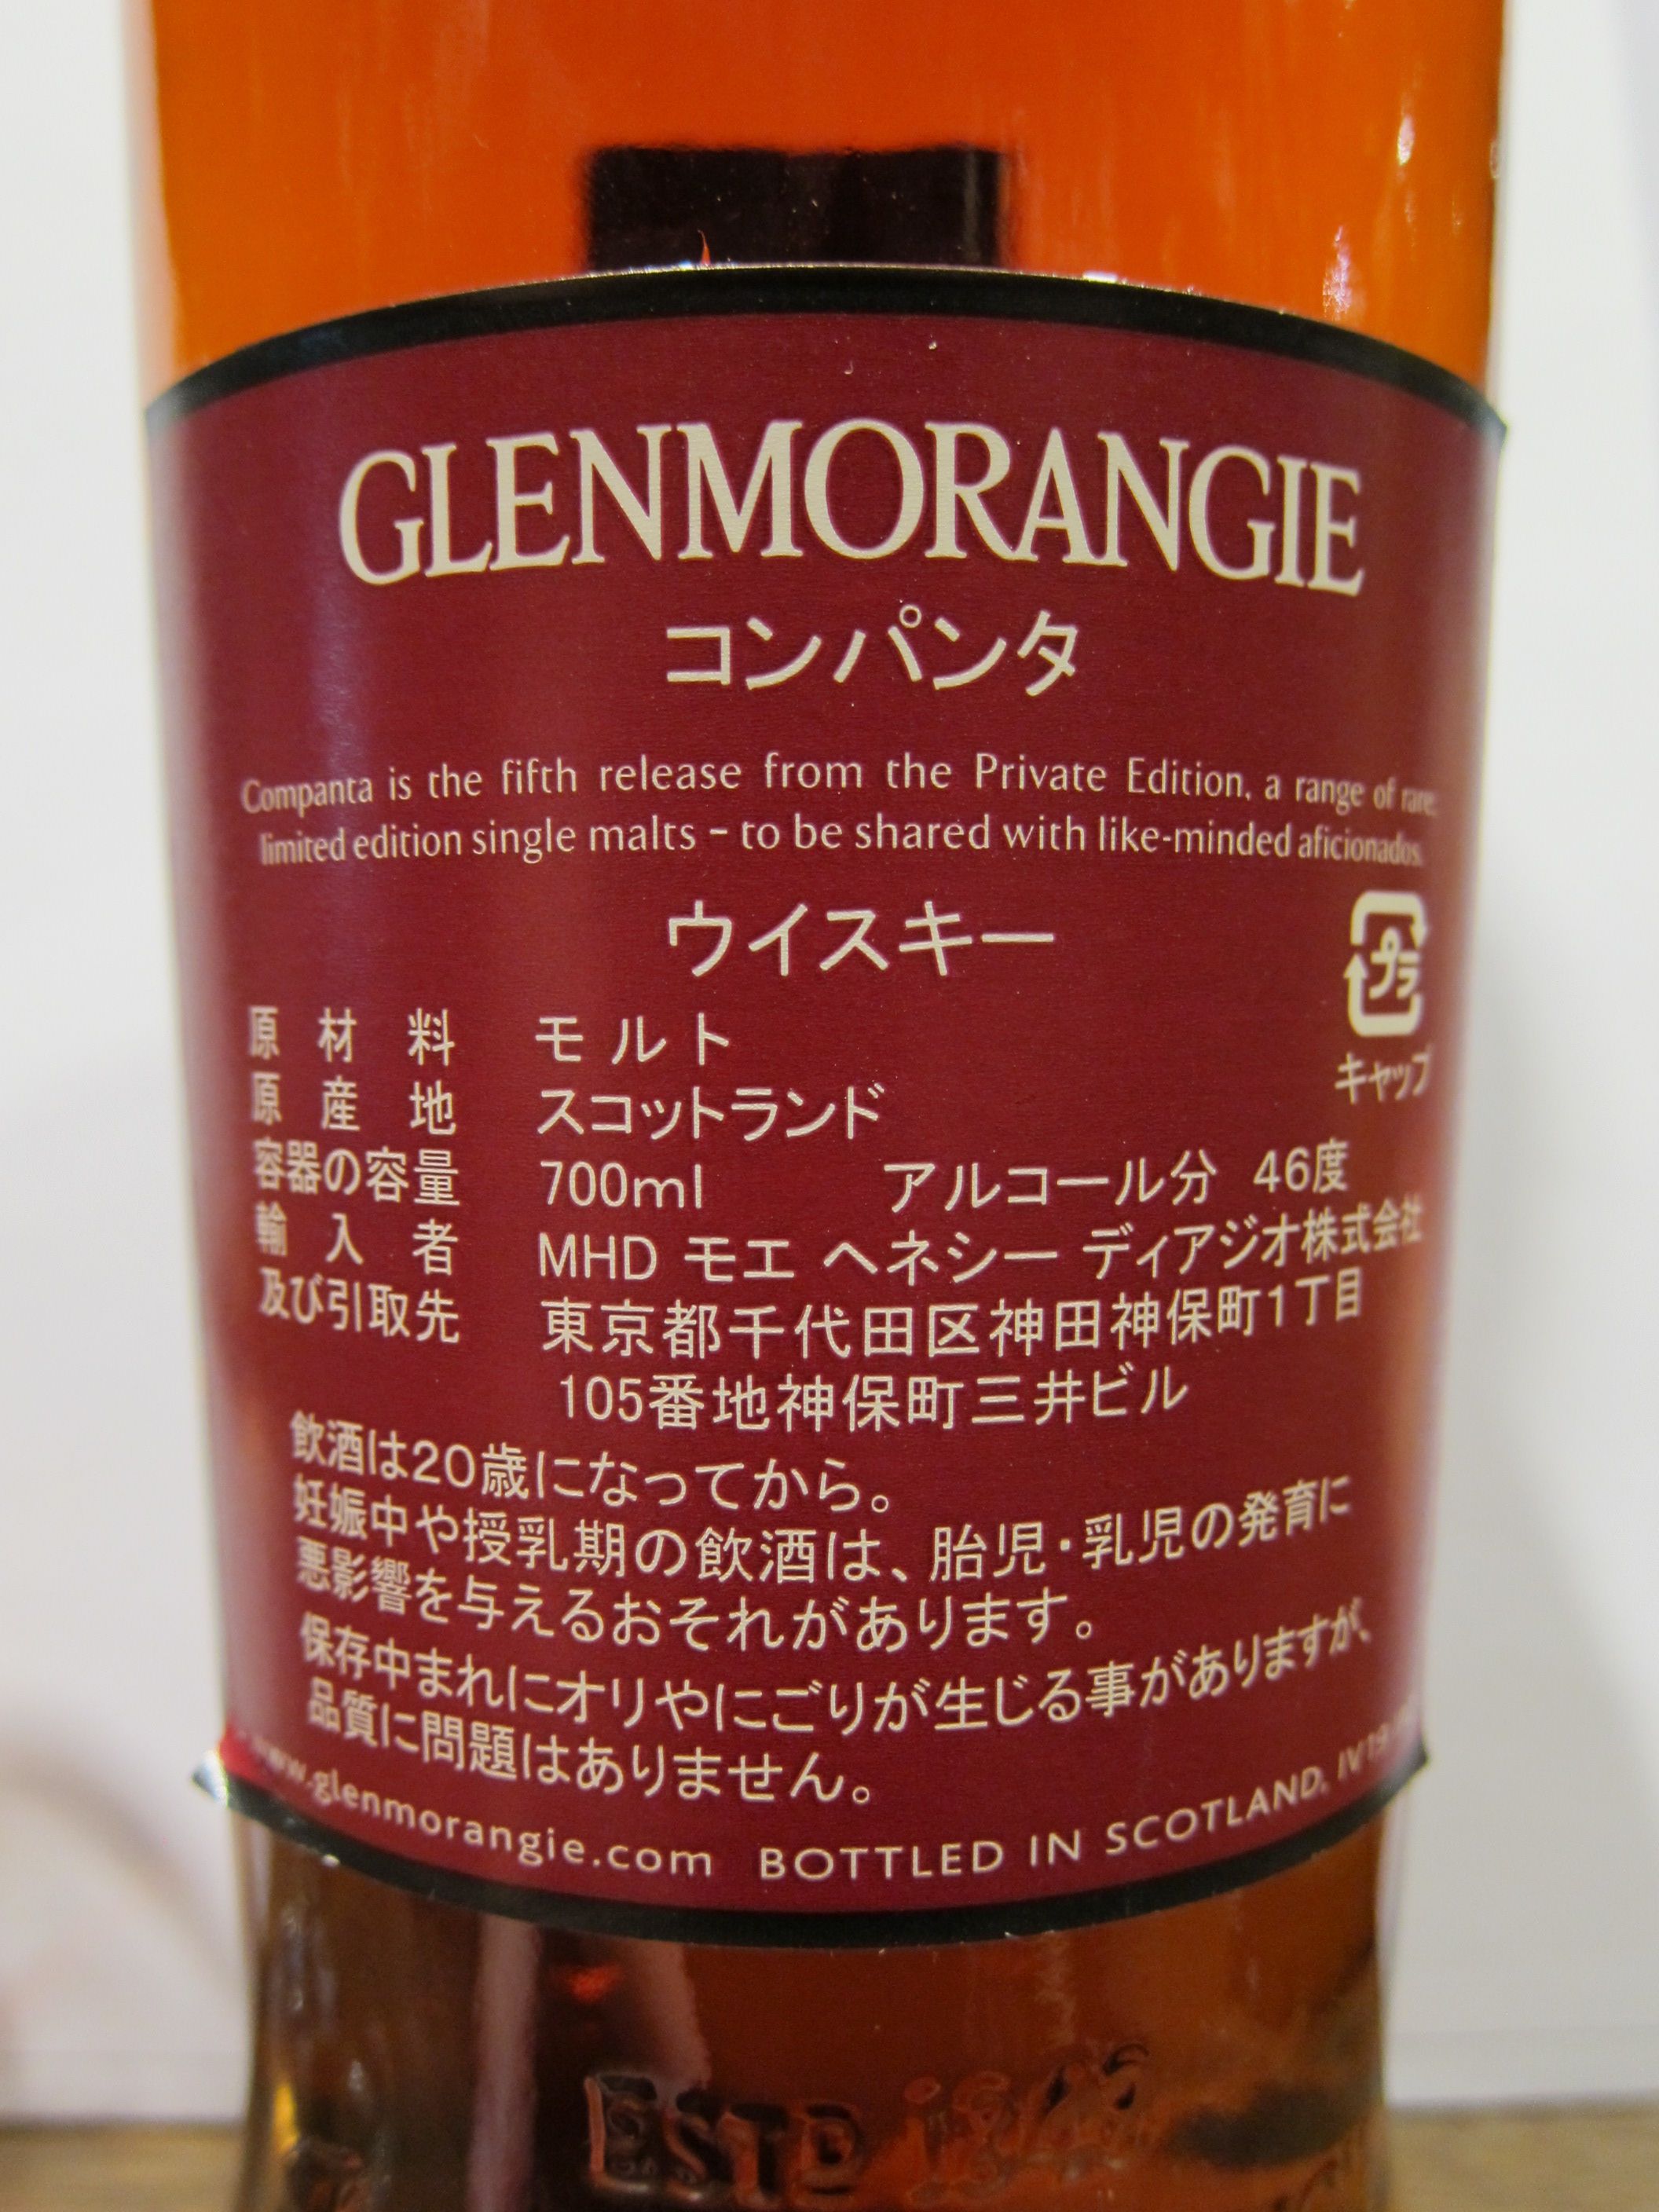 GLENMORANGIE
コンパンタ
Companta is the fifth release from the Private Edition, a range of rare,
limited edition single malts – to be shared with like-minded aficionados.
ウイスキー
プラ
キャップ
原材料 モルト
原産地 スコットランド
容器の容量 700ml アルコール分 46度
輸入者 MHD モエ ヘネシー ディアジオ株式会社
及び引取先 東京都千代田区神田神保町1丁目
105番地神保町三井ビル
飲酒は20歳になってから。
妊娠中や授乳期の飲酒は、胎児・乳児の発育に
悪影響を与えるおそれがあります。
保存中まれにオリやにごりが生じる事がありますが、
品質に問題はありません。
www.glenmorangie.com BOTTLED IN SCOTLAND, IV19
ESTD 1843